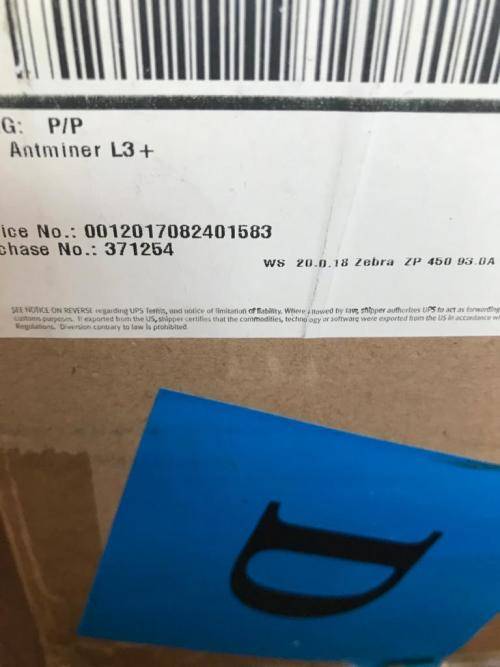 G: P/P
Antminer L3+
ice No.: 0012017082401583
chase No.: 371254
WS 20.0.18 Zebra ZP 450 93.0A
SEE NOTICE ON REVERSE regarding UPS Terms, and notice of limitation of liability. Where allowed by law, shipper authorizes UPS to act as forwarding
customs purposes. If exported from the US, shipper certifies that the commodities, technology or software were exported from the US in accordance w
Regulations. Diversion contrary to law is prohibited.
D